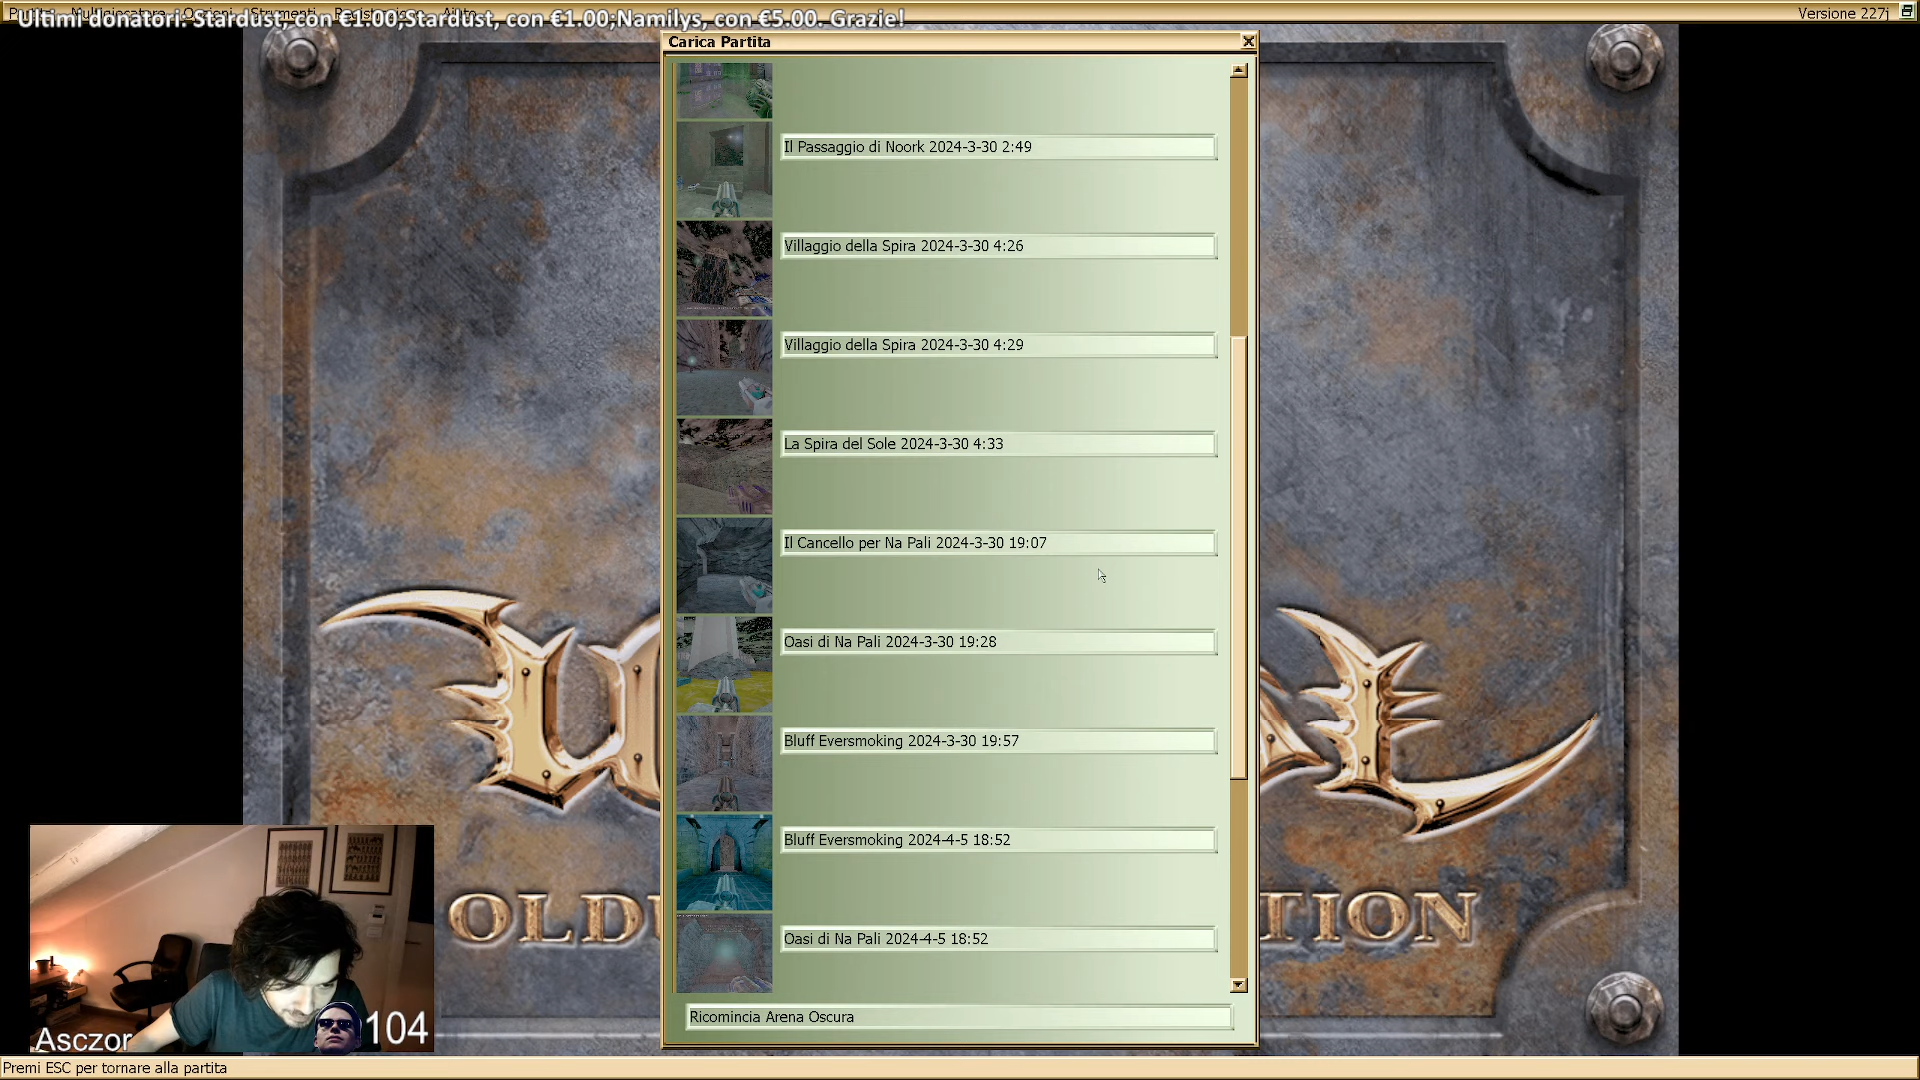 Ultimi donatori: Stardust, con €1.00;Stardust, con €1.00;Namilys, con €5.00. Grazie!
Versione 227j
Carica Partita
Il Passaggio di Noork 2024-3-30 2:49
Villaggio della Spira 2024-3-30 4:26
Villaggio della Spira 2024-3-30 4:29
La Spira del Sole 2024-3-30 4:33
Il Cancello per Na Pali 2024-3-30 19:07
Oasi di Na Pali 2024-3-30 19:28
Bluff Eversmoking 2024-3-30 19:57
Bluff Eversmoking 2024-4-5 18:52
Oasi di Na Pali 2024-4-5 18:52
Ricomincia Arena Oscura
U
L
OLD
TION
Asczor
104
Premi ESC per tornare alla partita